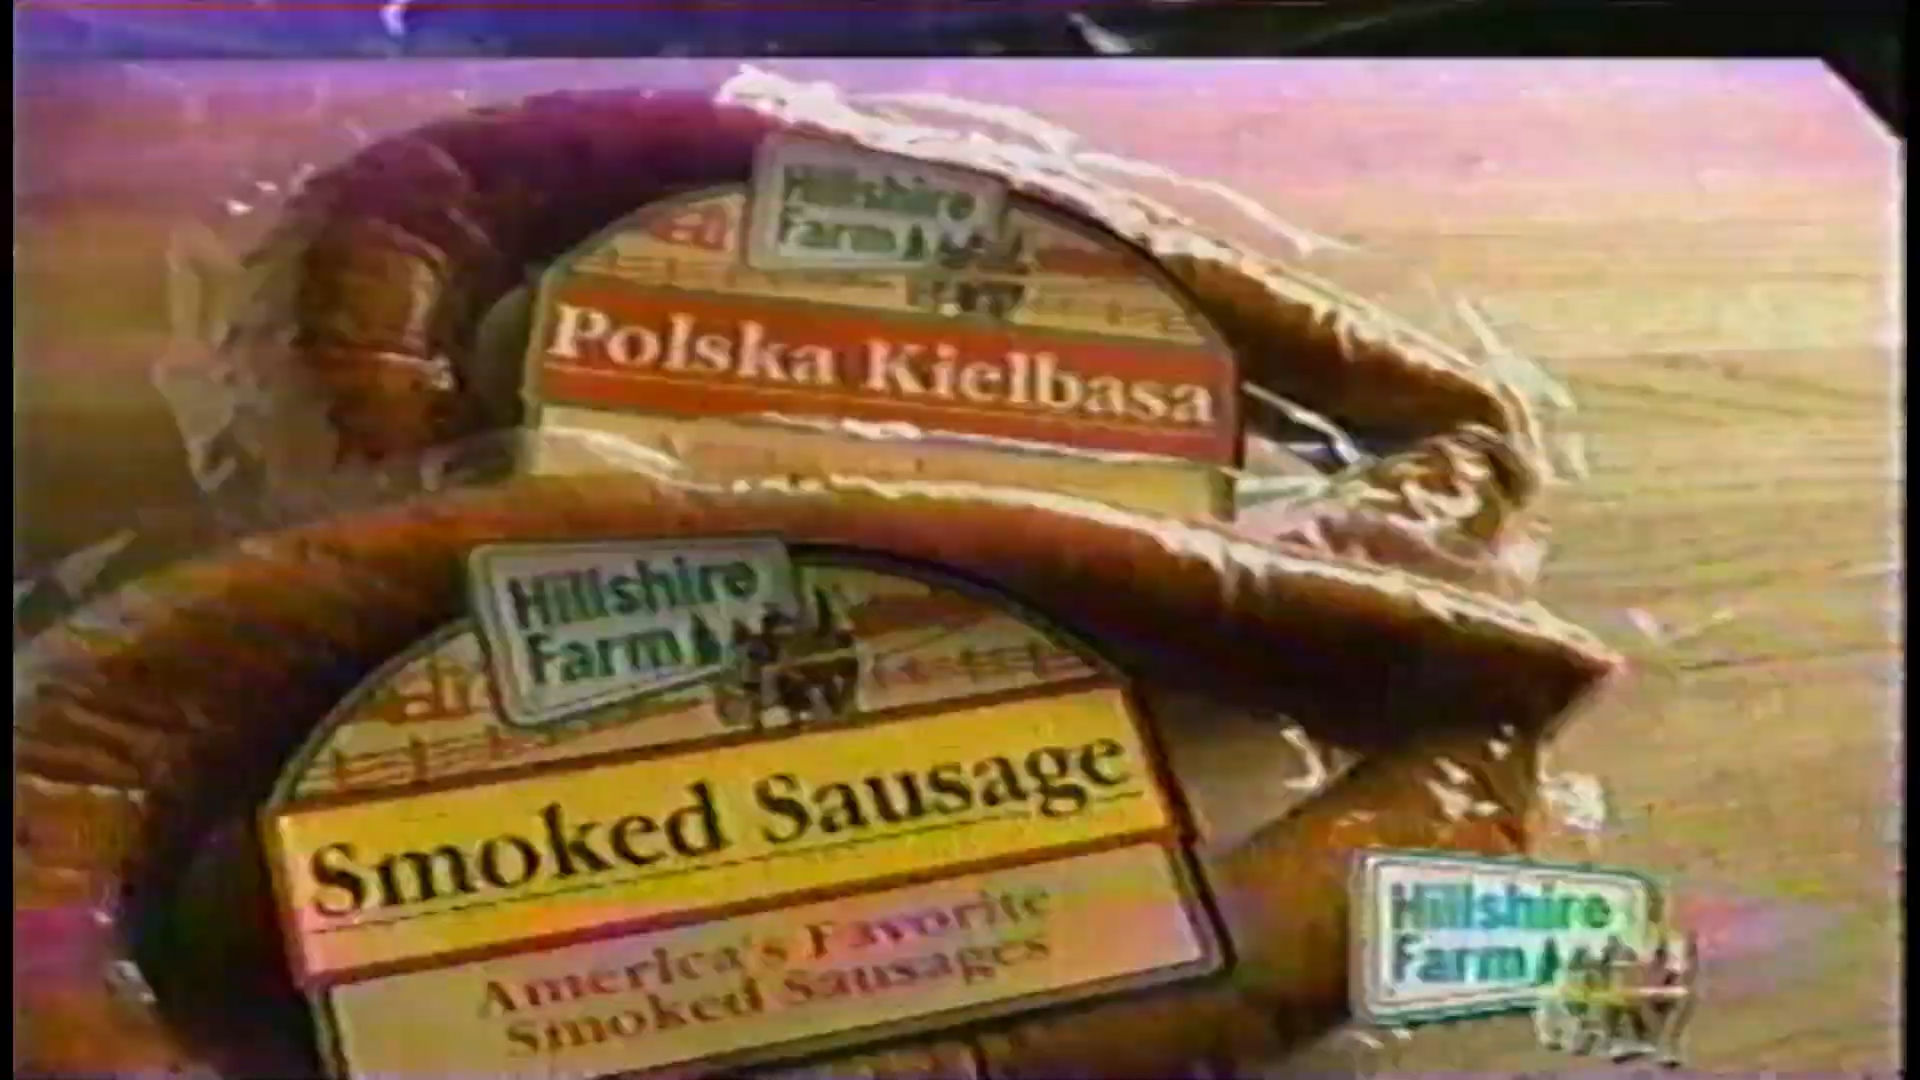 Hillshire
Farm
Polska Kielbasa
Hillshire
Farm
Smoked Sausage
America's Favorite
Smoked Sausages
Hillshire
Farm